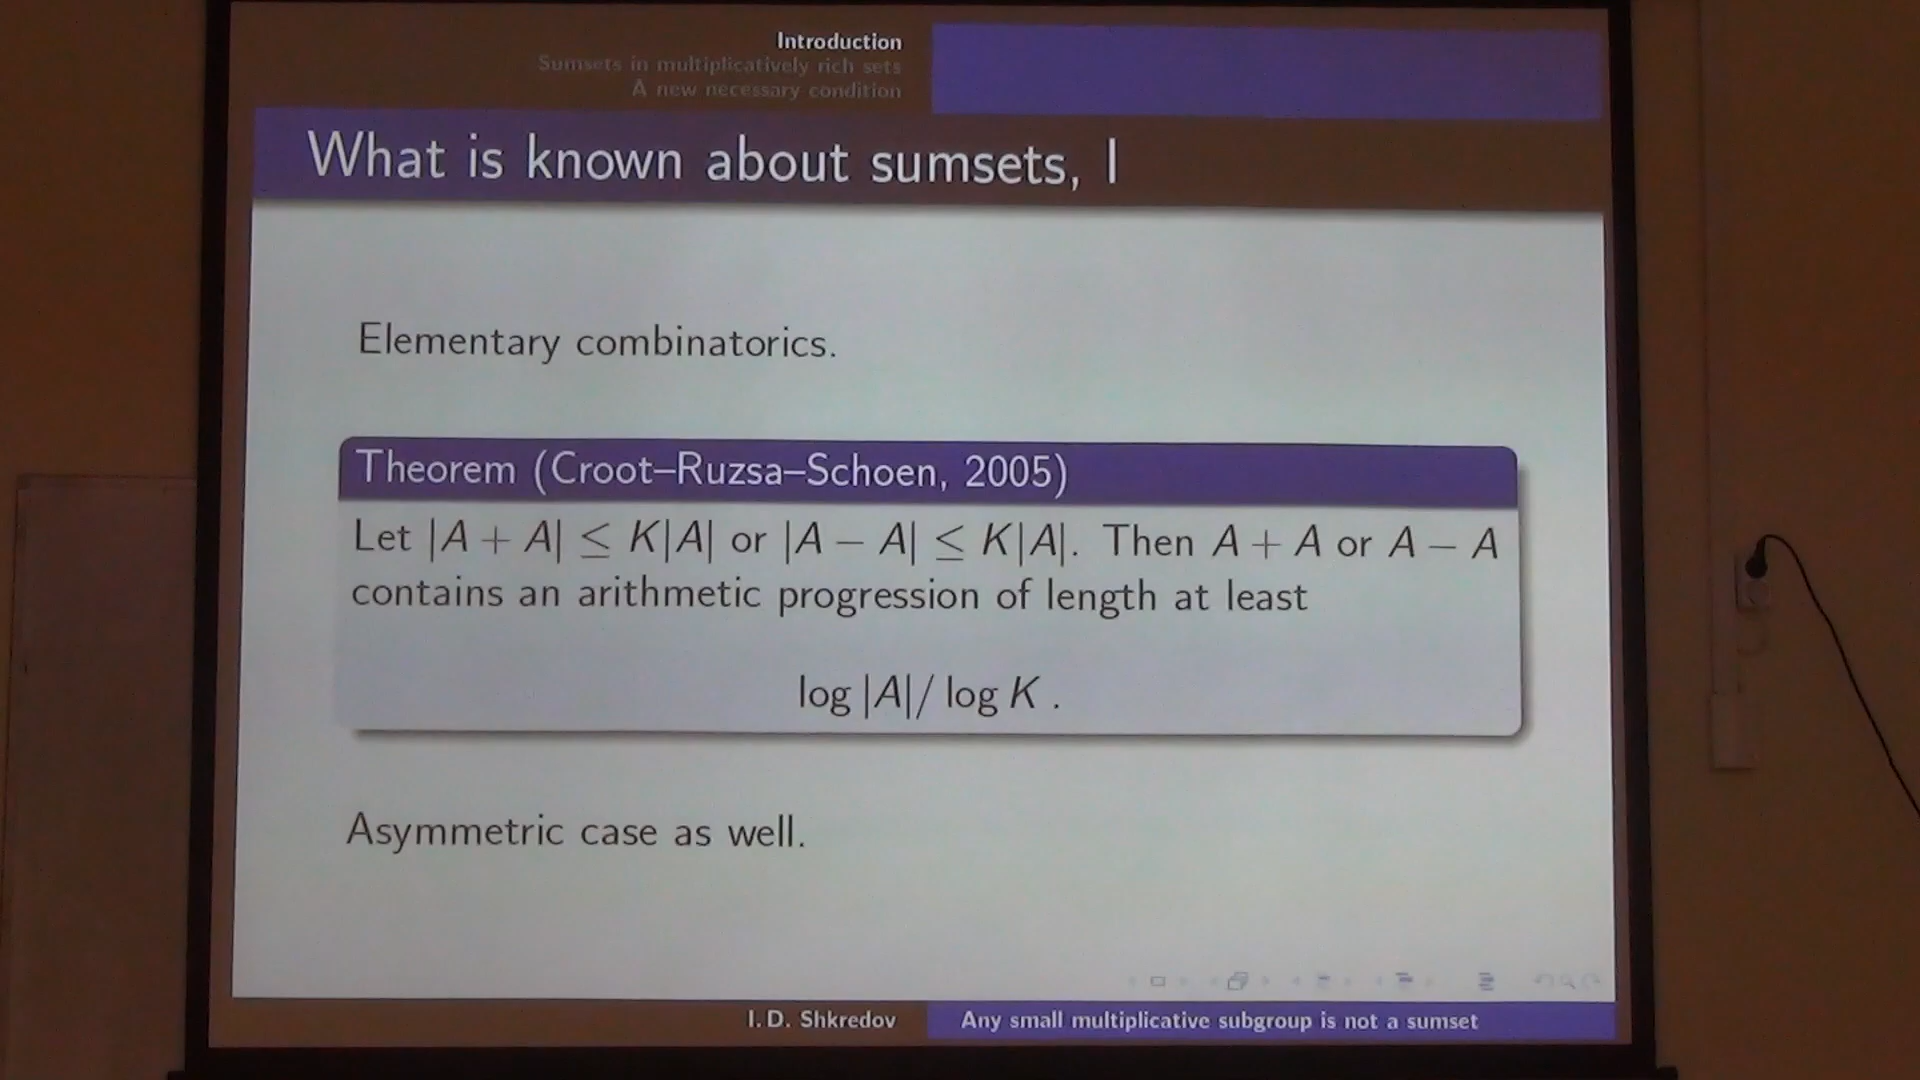 Introduction
Sumsets in multiplicatively rich sets
A new necessary condition
What is known about sumsets, I
Elementary combinatorics.
Theorem (Croot–Ruzsa–Schoen, 2005)
Let |A + A| ≤ K|A| or |A − A| ≤ K|A|. Then A + A or A − A
contains an arithmetic progression of length at least
log |A|/ log K .
Asymmetric case as well.
I. D. Shkredov
Any small multiplicative subgroup is not a sumset